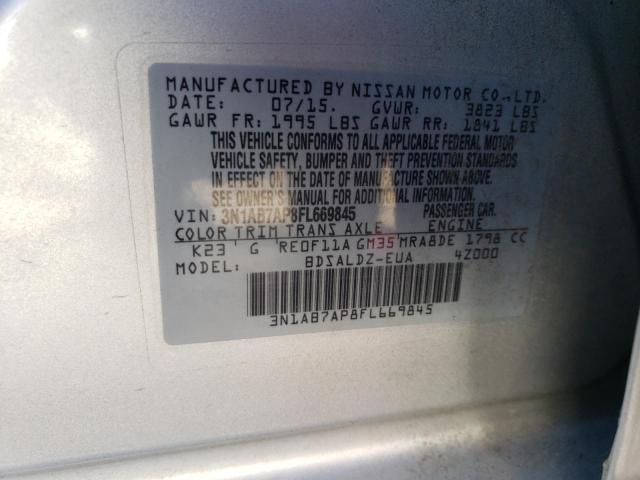 MANUFACTURED BY NISSAN MOTOR CO.,LTD.
DATE: 07/15. GVWR: 3823 LBS
GAWR FR: 1995 LBS GAWR RR: 1841 LBS
THIS VEHICLE CONFORMS TO ALL APPLICABLE FEDERAL MOTOR
VEHICLE SAFETY, BUMPER AND THEFT PREVENTION STANDARDS
IN EFFECT ON THE DATE OF MANUFACTURE SHOWN ABOVE.
SEE OWNER'S MANUAL FOR ADDITIONAL INFORMATION.
VIN: 3N1AB7AP8FL669845 PASSENGER CAR.
COLOR TRIM TRANS AXLE ENGINE
K23 G RE0F11A GM35 MRA8DE 1798 CC
MODEL: BDSALDZ-EUA 4Z000
3N1AB7AP8FL669845